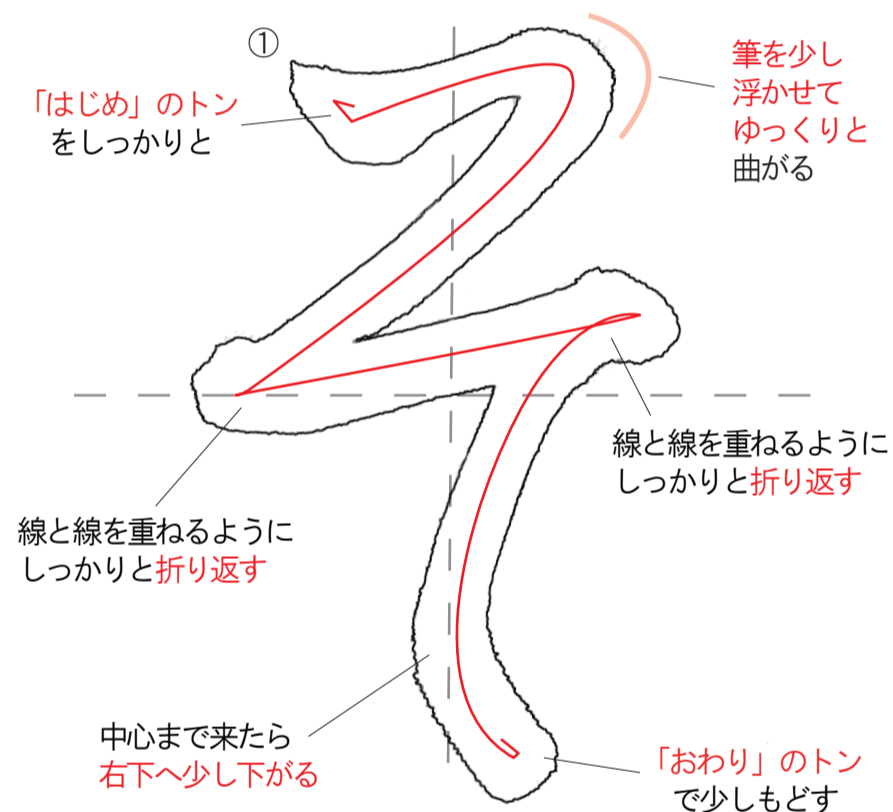 ①
「はじめ」のトン
をしっかりと
筆を少し
浮かせて
ゆっくりと
曲がる
そ
線と線を重ねるように
しっかりと折り返す
線と線を重ねるように
しっかりと折り返す
中心まで来たら
右下へ少し下がる
「おわり」のトン
で少しもどす